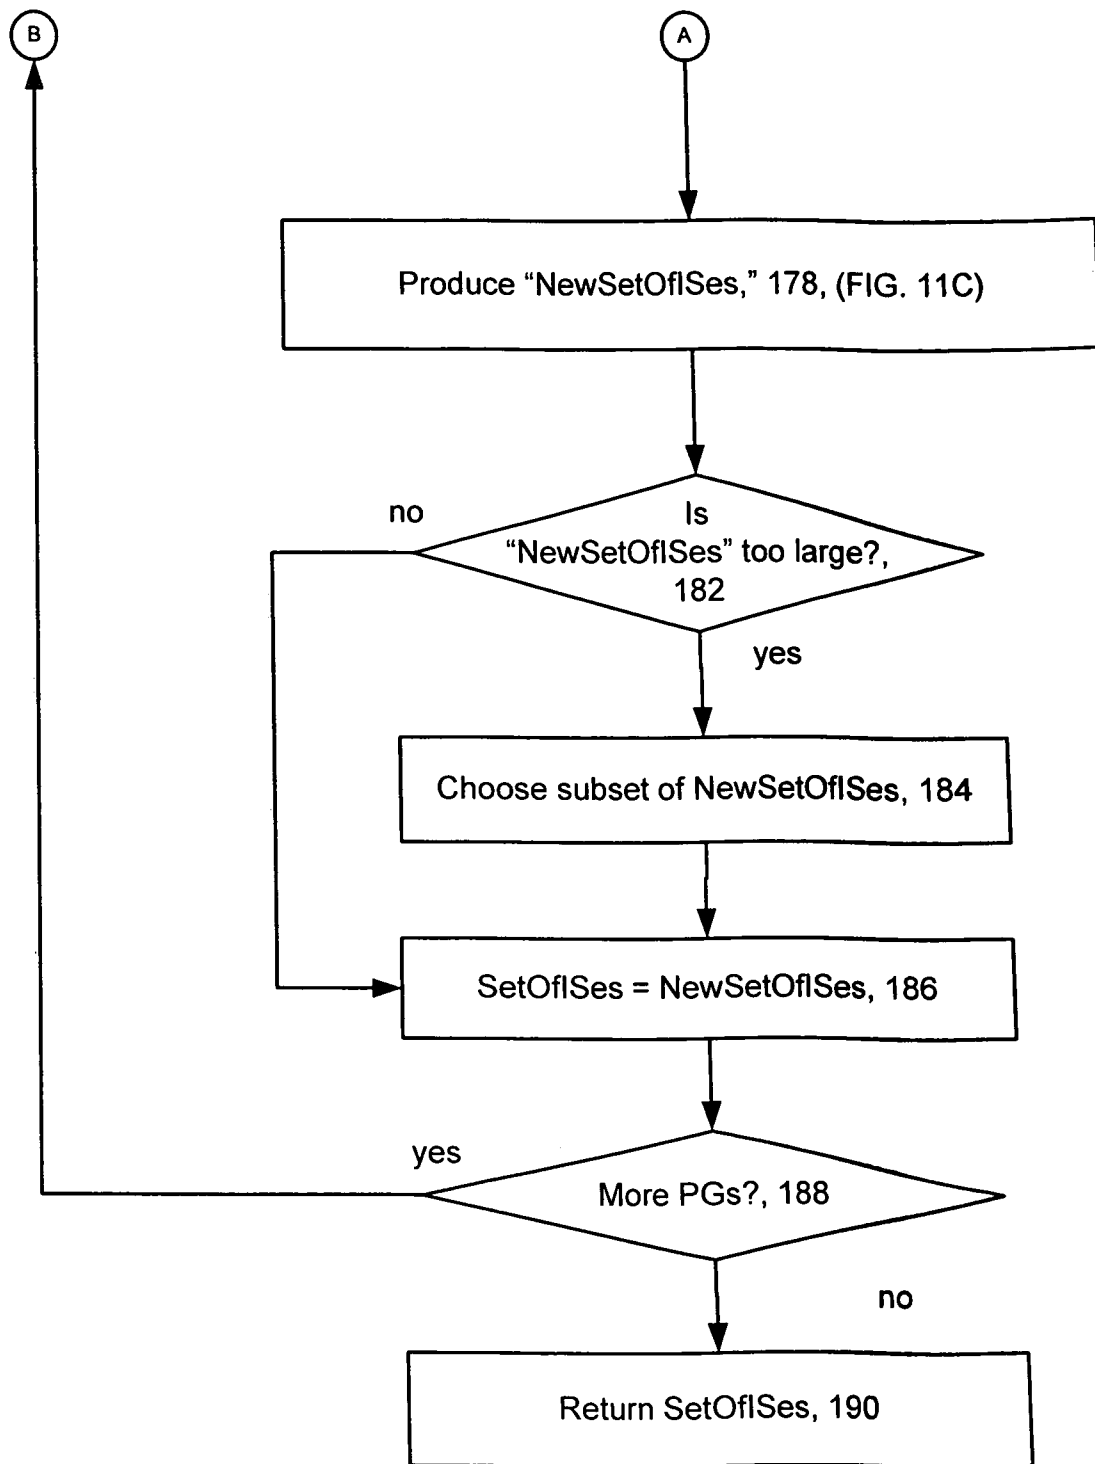 B
A
Produce “NewSetOfISes,” 178, (FIG. 11C)
no
Is
“NewSetOfISes” too large?,
182
yes
Choose subset of NewSetOfISes, 184
SetOfISes = NewSetOfISes, 186
yes
More PGs?, 188
no
Return SetOfISes, 190